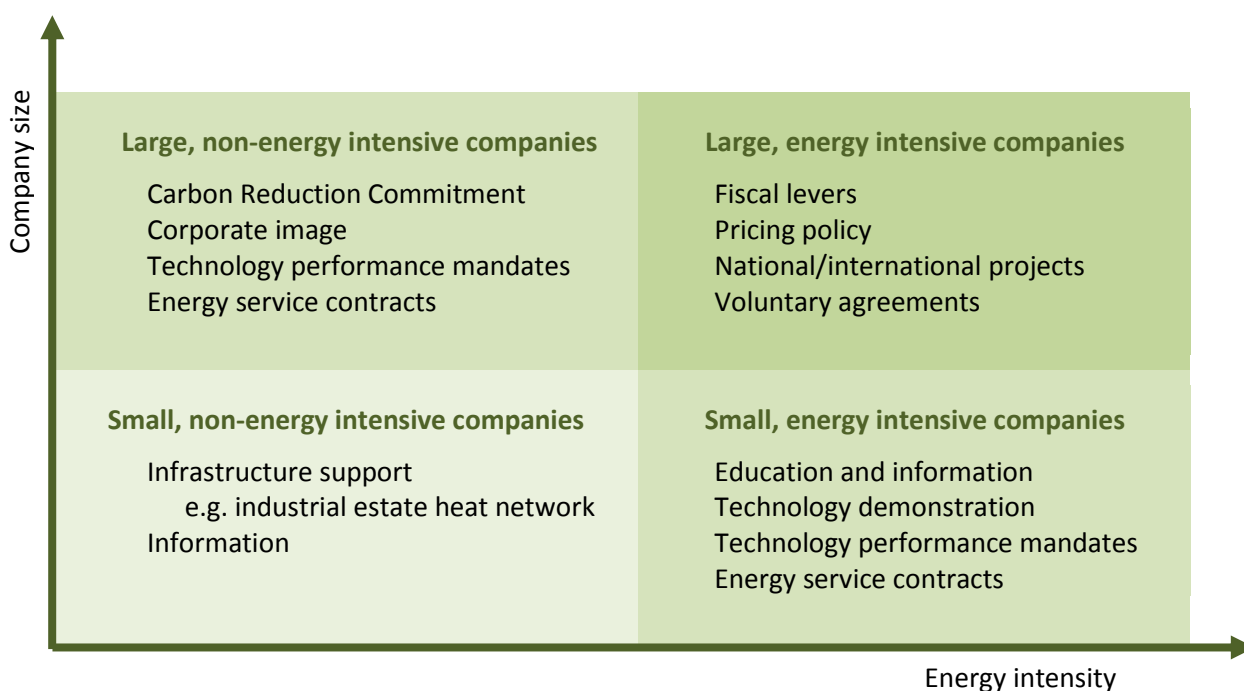 Company size
Large, non-energy intensive companies
Carbon Reduction Commitment
Corporate image
Technology performance mandates
Energy service contracts
Large, energy intensive companies
Fiscal levers
Pricing policy
National/international projects
Voluntary agreements
Small, non-energy intensive companies
Infrastructure support
e.g. industrial estate heat network
Information
Small, energy intensive companies
Education and information
Technology demonstration
Technology performance mandates
Energy service contracts
Energy intensity